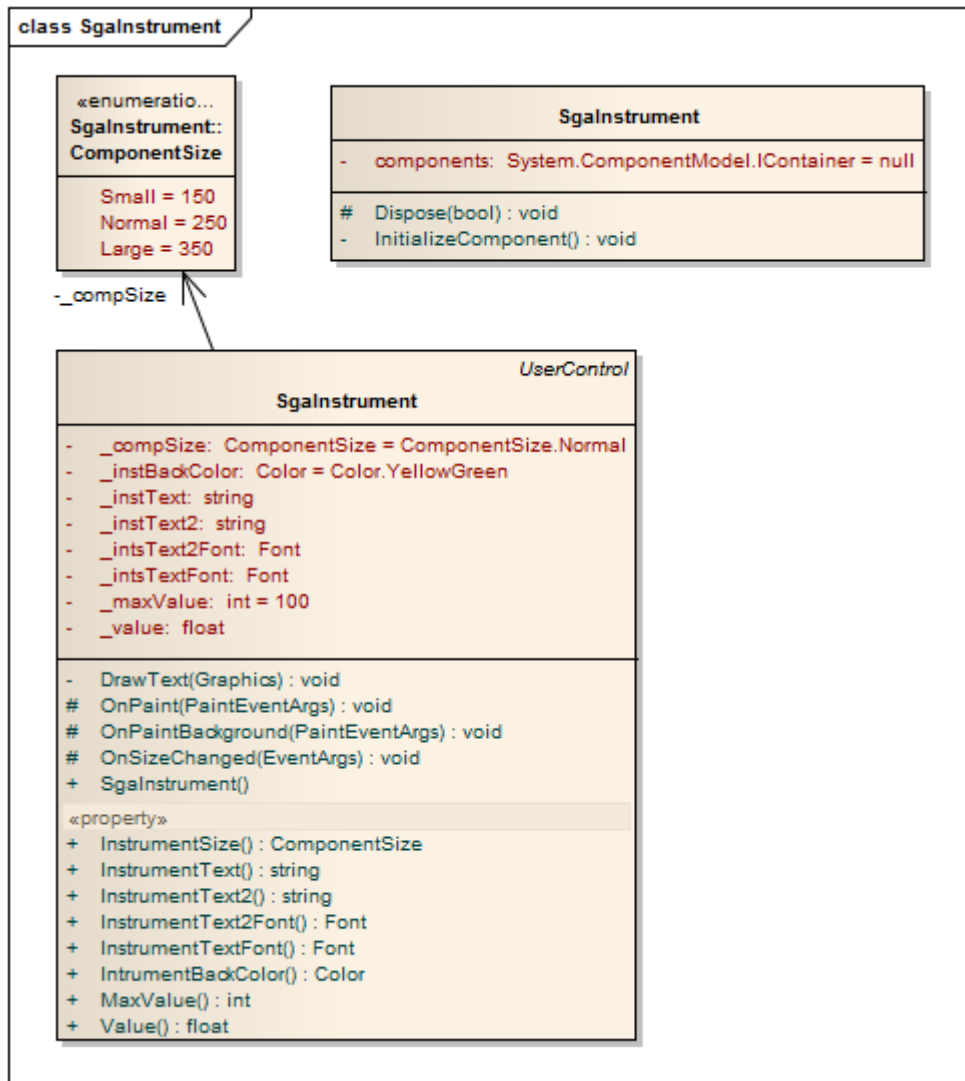 class SgaInstrument
«enumeratio...
SgaInstrument::
ComponentSize
Small = 150
Normal = 250
Large = 350
SgaInstrument
- components: System.ComponentModel.IContainer = null
# Dispose(bool) : void
- InitializeComponent() : void
-_compSize
UserControl
SgaInstrument
- _compSize: ComponentSize = ComponentSize.Normal
- _instBackColor: Color = Color.YellowGreen
- _instText: string
- _instText2: string
- _intsText2Font: Font
- _intsTextFont: Font
- _maxValue: int = 100
- _value: float
- DrawText(Graphics) : void
# OnPaint(PaintEventArgs) : void
# OnPaintBackground(PaintEventArgs) : void
# OnSizeChanged(EventArgs) : void
+ SgaInstrument()
«property»
+ InstrumentSize() : ComponentSize
+ InstrumentText() : string
+ InstrumentText2() : string
+ InstrumentText2Font() : Font
+ InstrumentTextFont() : Font
+ IntrumentBackColor() : Color
+ MaxValue() : int
+ Value() : float